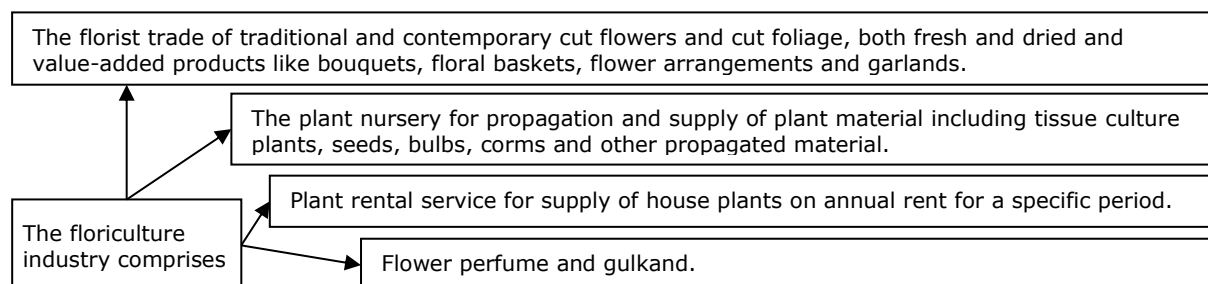 The florist trade of traditional and contemporary cut flowers and cut foliage, both fresh and dried and
value-added products like bouquets, floral baskets, flower arrangements and garlands.
The plant nursery for propagation and supply of plant material including tissue culture
plants, seeds, bulbs, corms and other propagated material.
Plant rental service for supply of house plants on annual rent for a specific period.
The floriculture
industry comprises
Flower perfume and gulkand.